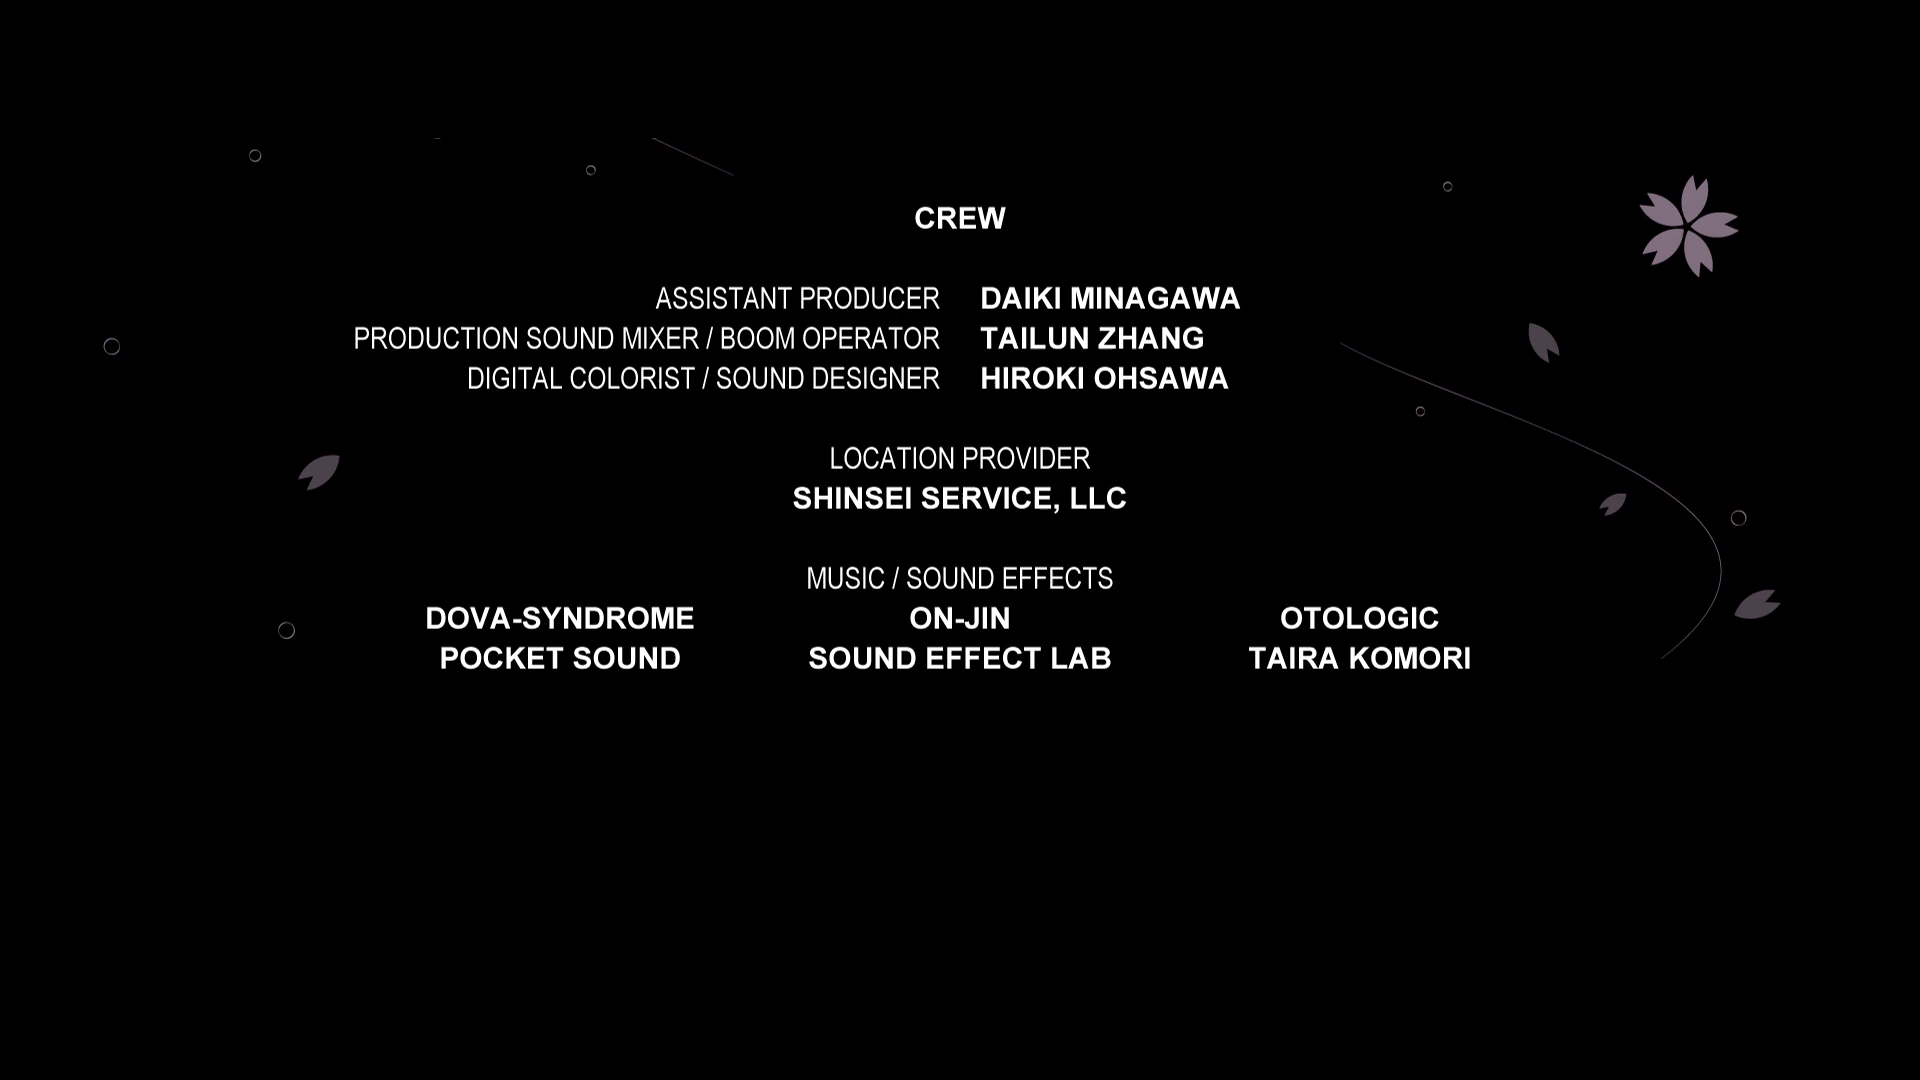 CREW
ASSISTANT PRODUCER DAIKI MINAGAWA
PRODUCTION SOUND MIXER / BOOM OPERATOR TAILUN ZHANG
DIGITAL COLORIST / SOUND DESIGNER HIROKI OHSAWA
LOCATION PROVIDER
SHINSEI SERVICE, LLC
MUSIC / SOUND EFFECTS
DOVA-SYNDROME ON-JIN OTOLOGIC
POCKET SOUND SOUND EFFECT LAB TAIRA KOMORI